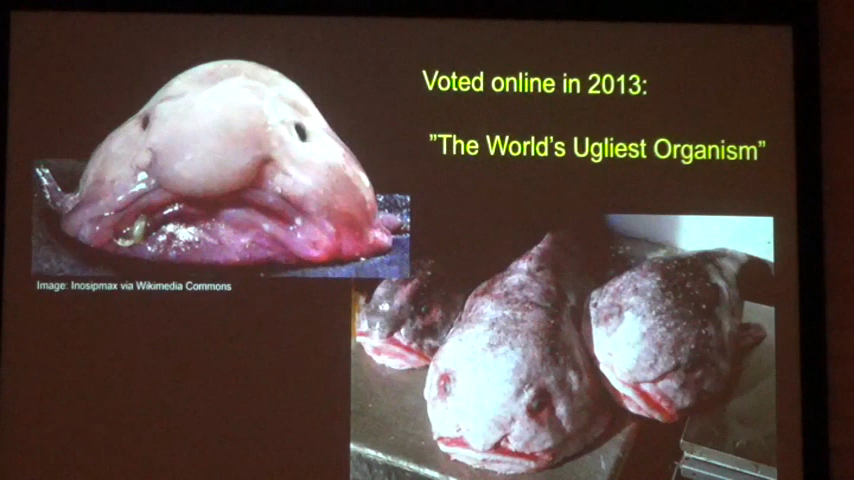 Voted online in 2013:
”The World’s Ugliest Organism”
Image: Inosipmax via Wikimedia Commons